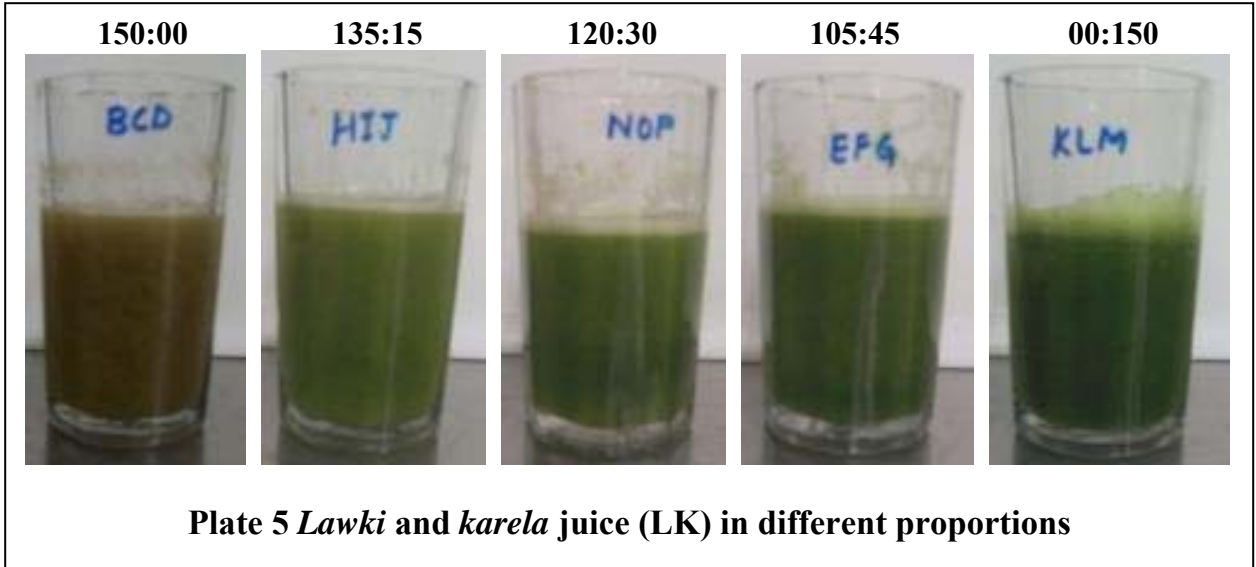 150:00 135:15 120:30 105:45 00:150
BCD HIJ NOP EFG KLM
Plate 5 Lawki and karela juice (LK) in different proportions